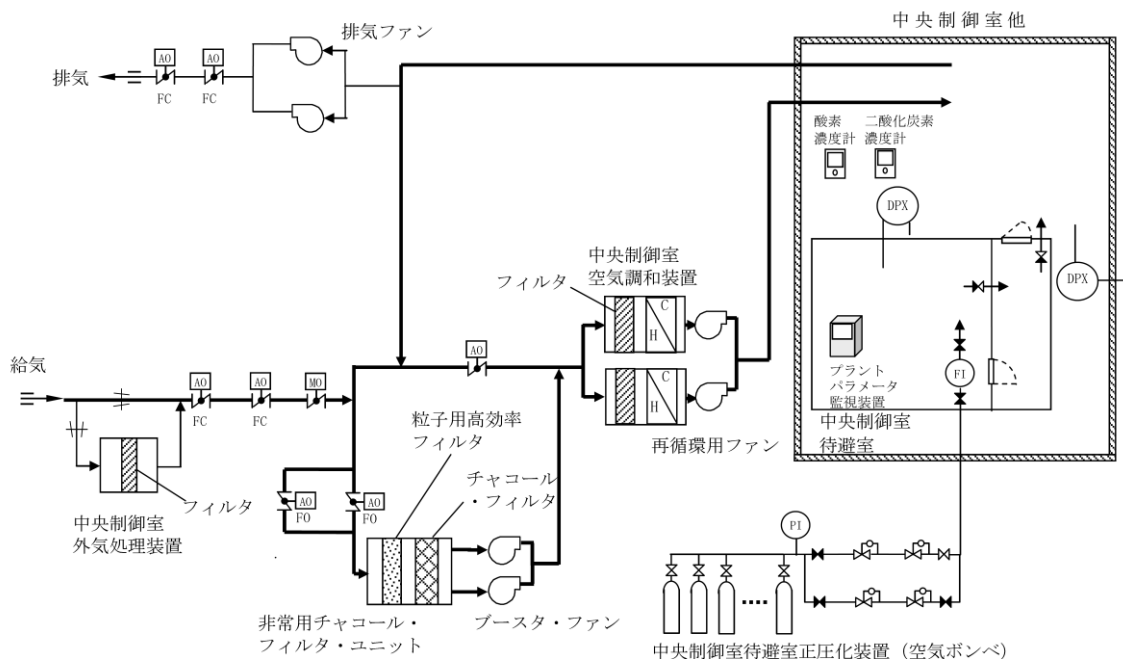 中央制御室他
排気ファン
AO
AO
排気
FC
FC
酸素
濃度計
二酸化炭素
濃度計
DPX
DPX
中央制御室
空気調和装置
フィルタ
C
H
C
H
再循環用ファン
プラント
パラメータ
監視装置
FI
中央制御室
待避室
給気
AO
AO
MO
FC
FC
AO
フィルタ
中央制御室
外気処理装置
粒子用高効率
フィルタ
チャコール
・フィルタ
AO
FO
AO
FO
非常用チャコール・
フィルタ・ユニット
ブースタ・ファン
PI
中央制御室待避室正圧化装置（空気ボンベ）